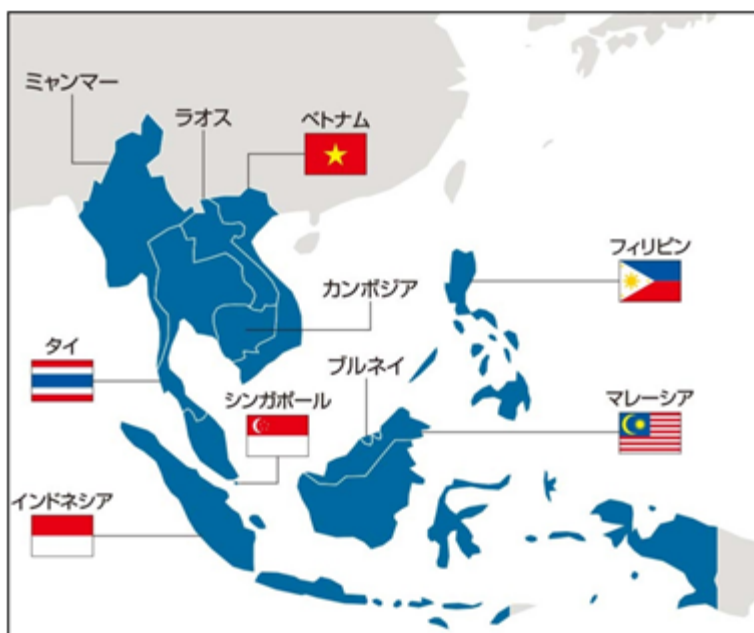 ミャンマー
ラオス
ベトナム
フィリピン
カンボジア
タイ
ブルネイ
シンガポール
マレーシア
インドネシア